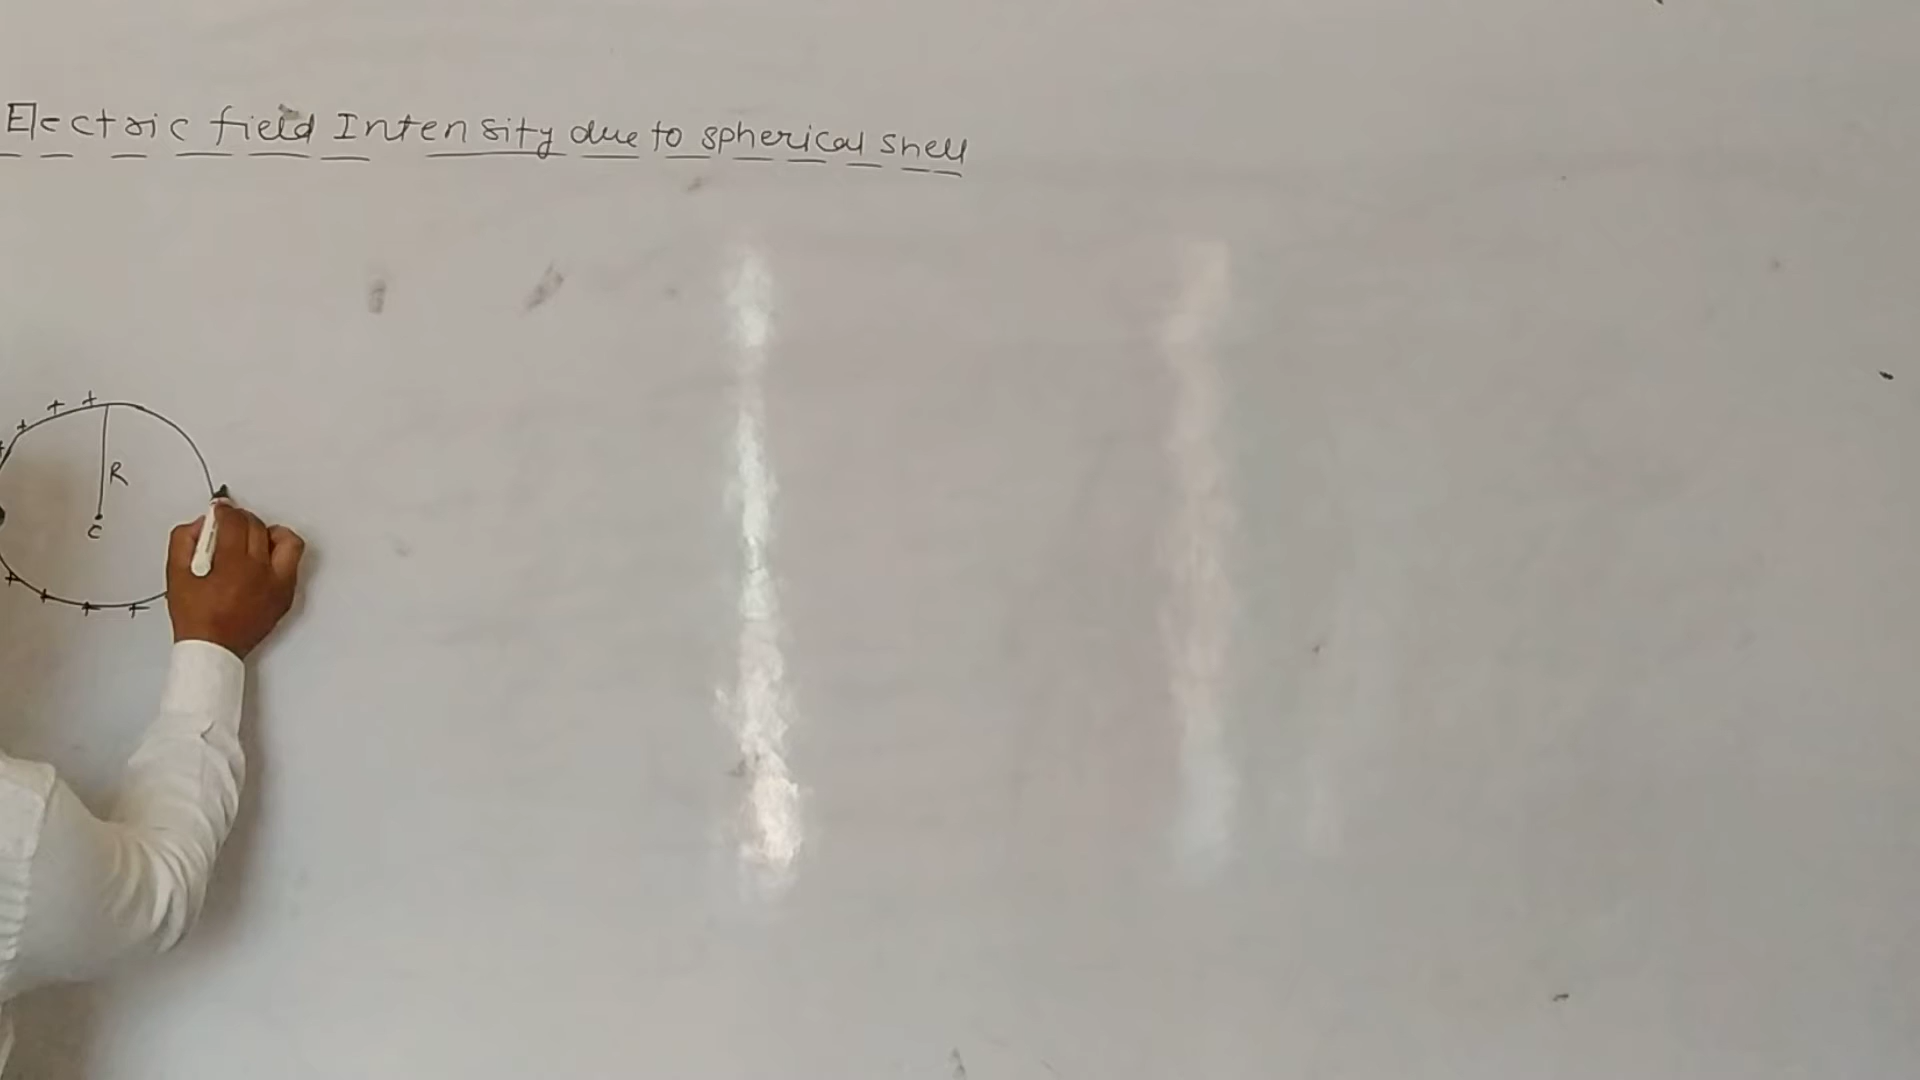 Electric field Intensity due to spherical shell
+ + +
+
R
C
+ + + +